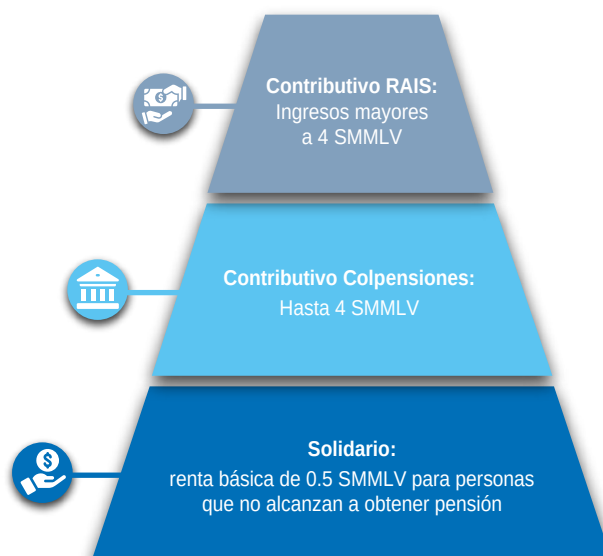 Contributivo RAIS:
Ingresos mayores
a 4 SMMLV
Contributivo Colpensiones:
Hasta 4 SMMLV
Solidario:
renta básica de 0.5 SMMLV para personas
que no alcanzan a obtener pensión